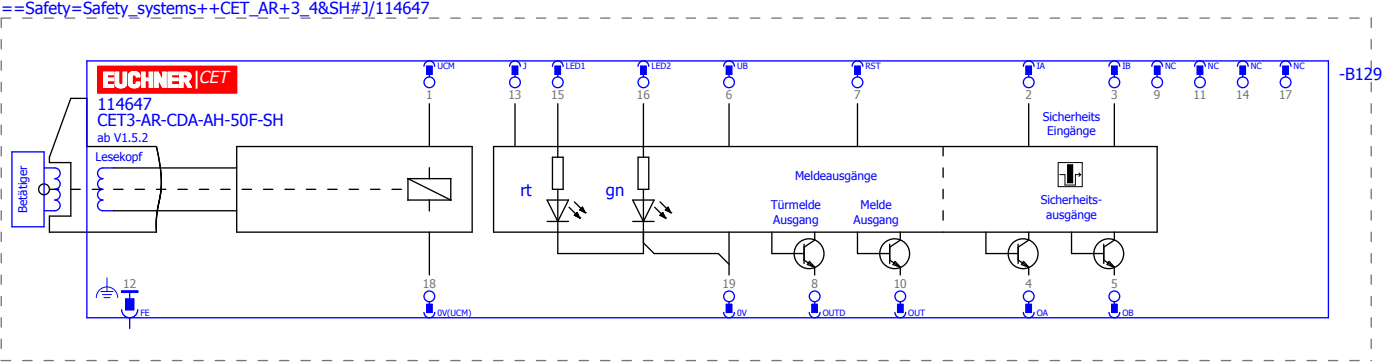 ==Safety=Safety_systems++CET_AR+3_4&SH#J/114647
UCM J LED1 LED2 UB RST IA IB NC NC NC NC
-B129
EUCHNER CET
1 13 15 16 6 7 2 3 9 11 14 17
114647
CET3-AR-CDA-AH-50F-SH
ab V1.5.2
Sicherheits
Eingänge
Lesekopf
Betätiger
rt gn
Meldeausgänge
Türmelde
Ausgang
Melde
Ausgang
Sicherheits-
ausgänge
12 18 19 8 10 4 5
FE 0V(UCM) 0V OUTD OUT OA OB